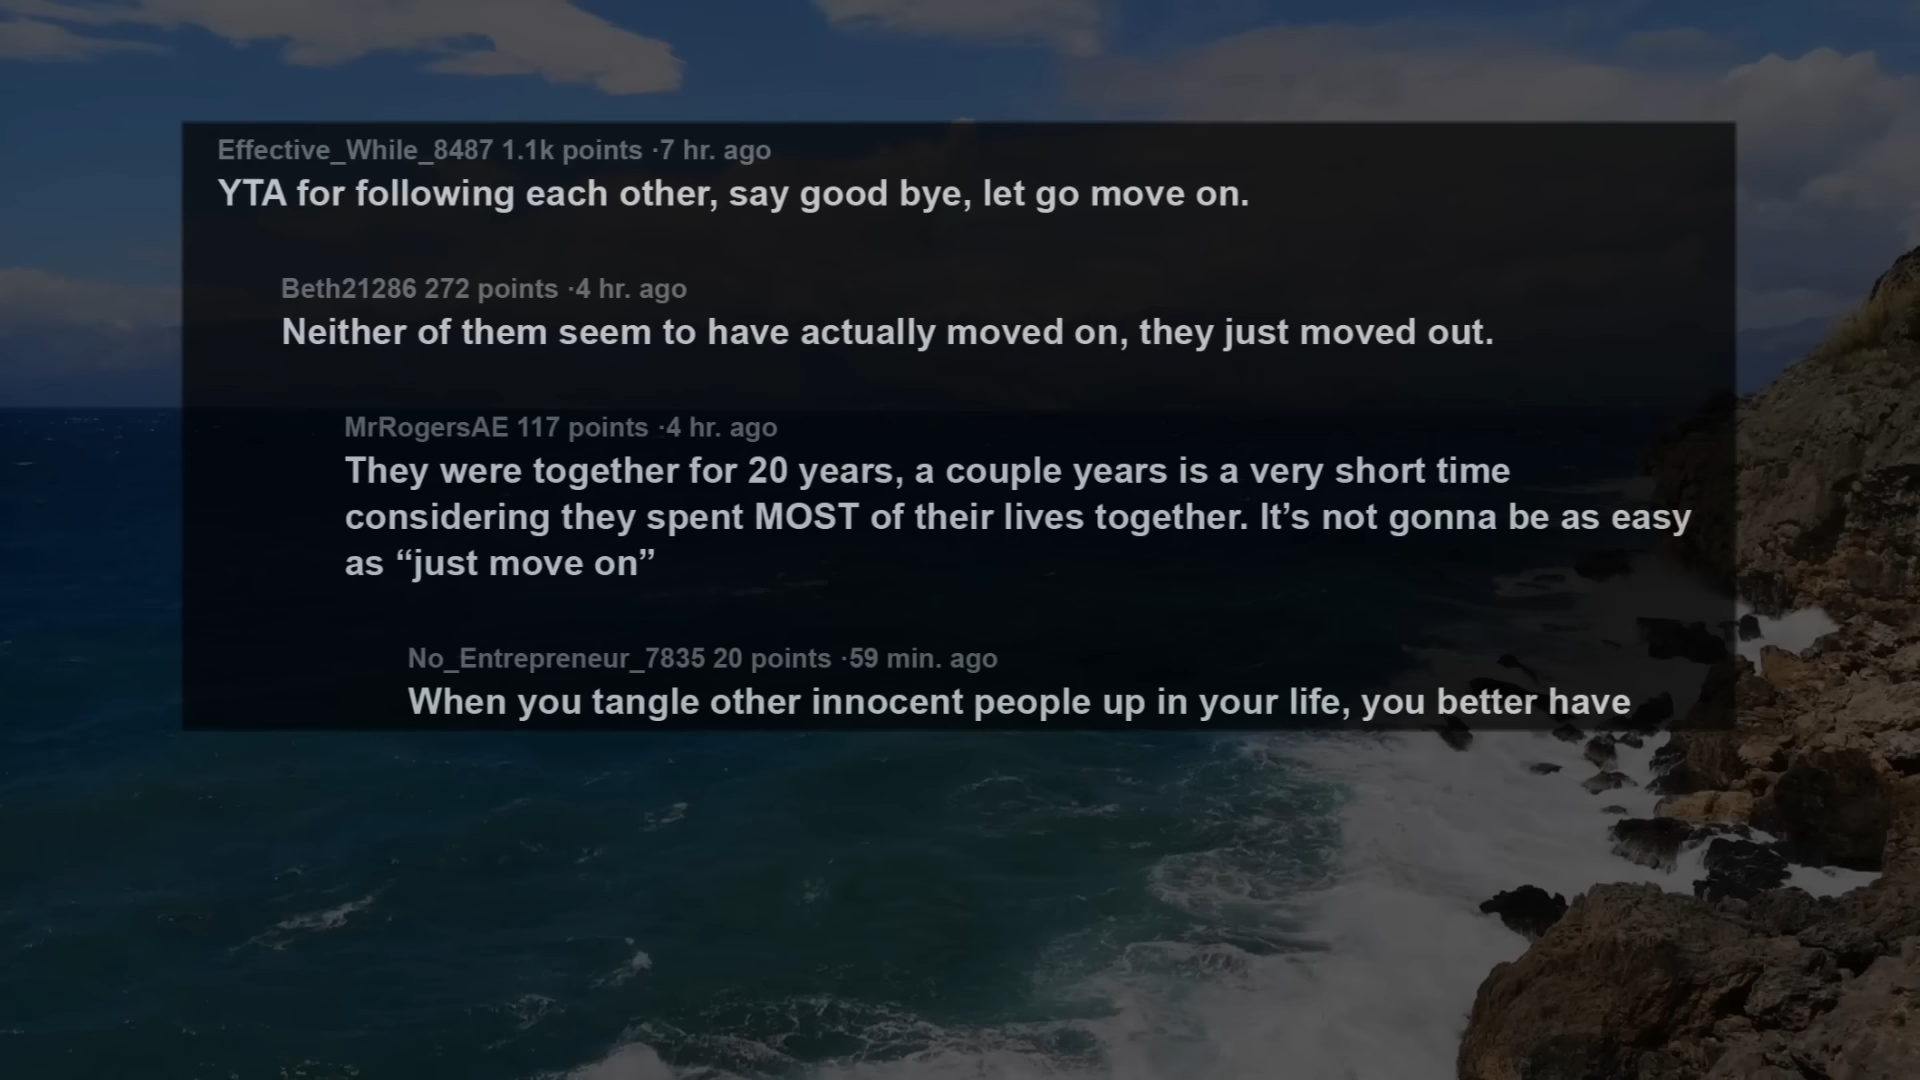 Effective_While_8487 1.1k points ·7 hr. ago
YTA for following each other, say good bye, let go move on.
Beth21286 272 points ·4 hr. ago
Neither of them seem to have actually moved on, they just moved out.
MrRogersAE 117 points ·4 hr. ago
They were together for 20 years, a couple years is a very short time
considering they spent MOST of their lives together. It’s not gonna be as easy
as “just move on”
No_Entrepreneur_7835 20 points ·59 min. ago
When you tangle other innocent people up in your life, you better have